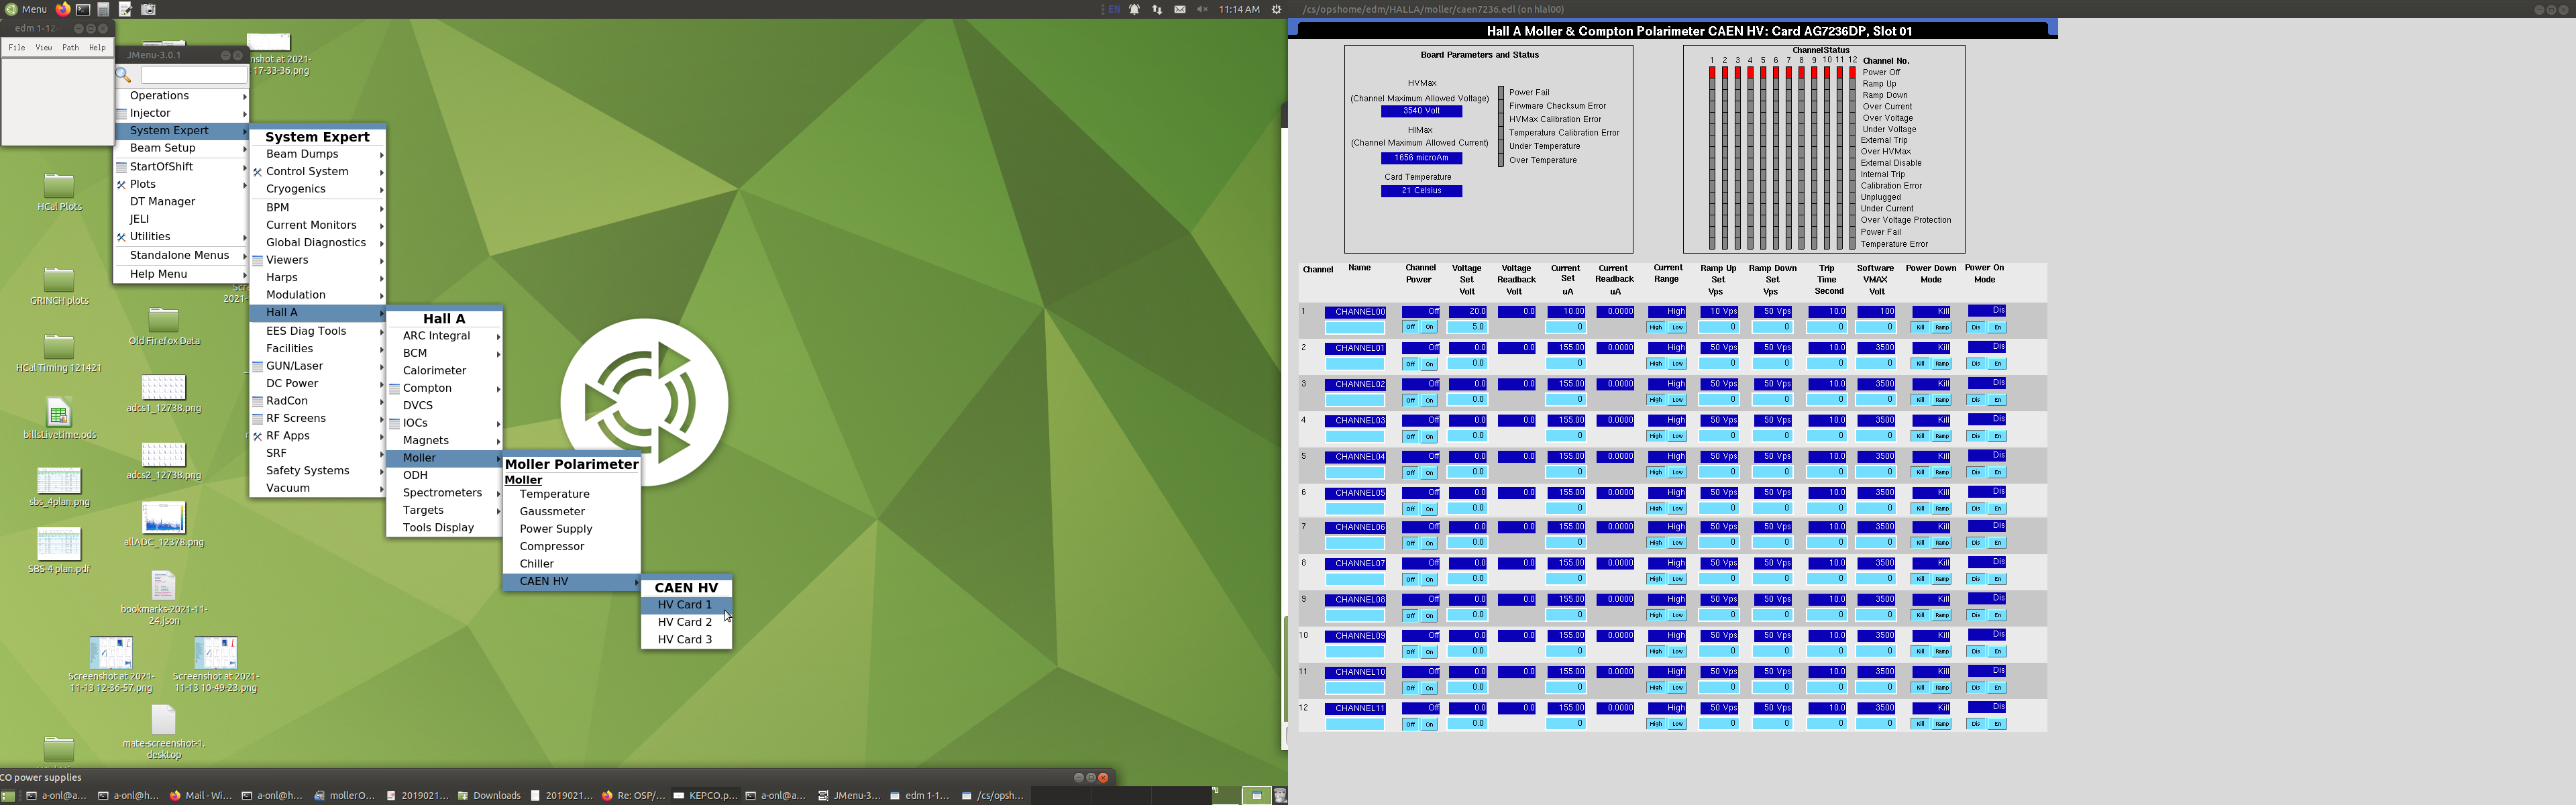 Menu
EN
11:14 AM
/cs/opshome/edm/HALLA/moller/caen7236.edl (on hlal00)
edm 1-12
File View Path Help
JMenu-3.0.1
Operations
Injector
System Expert
Beam Setup
StartOfShift
Plots
DT Manager
JELI
Utilities
Standalone Menus
Help Menu
System Expert
Beam Dumps
Control System
Cryogenics
BPM
Current Monitors
Global Diagnostics
Viewers
Harps
Modulation
Hall A
EES Diag Tools
Facilities
GUN/Laser
DC Power
RadCon
RF Screens
RF Apps
SRF
Safety Systems
Vacuum
Hall A
ARC Integral
BCM
Calorimeter
Compton
DVCS
IOCs
Magnets
Moller
ODH
Spectrometers
Targets
Tools Display
Moller Polarimeter
Moller
Temperature
Gaussmeter
Power Supply
Compressor
Chiller
CAEN HV
CAEN HV
HV Card 1
HV Card 2
HV Card 3
nshot at 2021-
17-33-36.png
HCal Plots
GRINCH plots
Old Firefox Data
HCal Timing 121421
adcs1_12738.png
billsLivetime.ods
adcs2_12738.png
sbs_4plan.png
allADC_12378.png
SBS-4 plan.pdf
bookmarks-2021-11-
24.json
Screenshot at 2021-
11-13 12-36-57.png
Screenshot at 2021-
11-13 10-49-23.png
mate-screenshot-1.
desktop
CO power supplies
a-onl@a... a-onl@h... Mail - Wi... a-onl@h... mollerO... 2019021... Downloads 2019021... Re: OSP/... KEPCO.p... a-onl@a... JMenu-3... edm 1-1... /cs/opsh...
Hall A Moller & Compton Polarimeter CAEN HV: Card AG7236DP, Slot 01
Board Parameters and Status
HVMax
(Channel Maximum Allowed Voltage)
3540 Volt
HIMax
(Channel Maximum Allowed Current)
1656 microAm
Card Temperature
21 Celsius
Power Fail
Firwmare Checksum Error
HVMax Calibration Error
Temperature Calibration Error
Under Temperature
Over Temperature
ChannelStatus
1 2 3 4 5 6 7 8 9 10 11 12 Channel No.
Power Off
Ramp Up
Ramp Down
Over Current
Over Voltage
Under Voltage
External Trip
Over HVMax
External Disable
Internal Trip
Calibration Error
Unplugged
Under Current
Over Voltage Protection
Power Fail
Temperature Error
Channel Name Channel Power Voltage Set Volt Voltage Readback Volt Current Set uA Current Readback uA Current Range Ramp Up Set Vps Ramp Down Set Vps Trip Time Second Software VMAX Volt Power Down Mode Power On Mode
1 CHANNEL00 Off 20.0 0.0 10.00 0.0000 High 10 Vps 50 Vps 10.0 100 Kill Dis
Off On 5.0 0 High Low 0 0 0 0 Kill Ramp Dis En
2 CHANNEL01 Off 0.0 0.0 155.00 0.0000 High 50 Vps 50 Vps 10.0 3500 Kill Dis
Off On 0.0 0 High Low 0 0 0 0 Kill Ramp Dis En
3 CHANNEL02 Off 0.0 0.0 155.00 0.0000 High 50 Vps 50 Vps 10.0 3500 Kill Dis
Off On 0.0 0 High Low 0 0 0 0 Kill Ramp Dis En
4 CHANNEL03 Off 0.0 0.0 155.00 0.0000 High 50 Vps 50 Vps 10.0 3500 Kill Dis
Off On 0.0 0 High Low 0 0 0 0 Kill Ramp Dis En
5 CHANNEL04 Off 0.0 0.0 155.00 0.0000 High 50 Vps 50 Vps 10.0 3500 Kill Dis
Off On 0.0 0 High Low 0 0 0 0 Kill Ramp Dis En
6 CHANNEL05 Off 0.0 0.0 155.00 0.0000 High 50 Vps 50 Vps 10.0 3500 Kill Dis
Off On 0.0 0 High Low 0 0 0 0 Kill Ramp Dis En
7 CHANNEL06 Off 0.0 0.0 155.00 0.0000 High 50 Vps 50 Vps 10.0 3500 Kill Dis
Off On 0.0 0 High Low 0 0 0 0 Kill Ramp Dis En
8 CHANNEL07 Off 0.0 0.0 155.00 0.0000 High 50 Vps 50 Vps 10.0 3500 Kill Dis
Off On 0.0 0 High Low 0 0 0 0 Kill Ramp Dis En
9 CHANNEL08 Off 0.0 0.0 155.00 0.0000 High 50 Vps 50 Vps 10.0 3500 Kill Dis
Off On 0.0 0 High Low 0 0 0 0 Kill Ramp Dis En
10 CHANNEL09 Off 0.0 0.0 155.00 0.0000 High 50 Vps 50 Vps 10.0 3500 Kill Dis
Off On 0.0 0 High Low 0 0 0 0 Kill Ramp Dis En
11 CHANNEL10 Off 0.0 0.0 155.00 0.0000 High 50 Vps 50 Vps 10.0 3500 Kill Dis
Off On 0.0 0 High Low 0 0 0 0 Kill Ramp Dis En
12 CHANNEL11 Off 0.0 0.0 155.00 0.0000 High 50 Vps 50 Vps 10.0 3500 Kill Dis
Off On 0.0 0 High Low 0 0 0 0 Kill Ramp Dis En